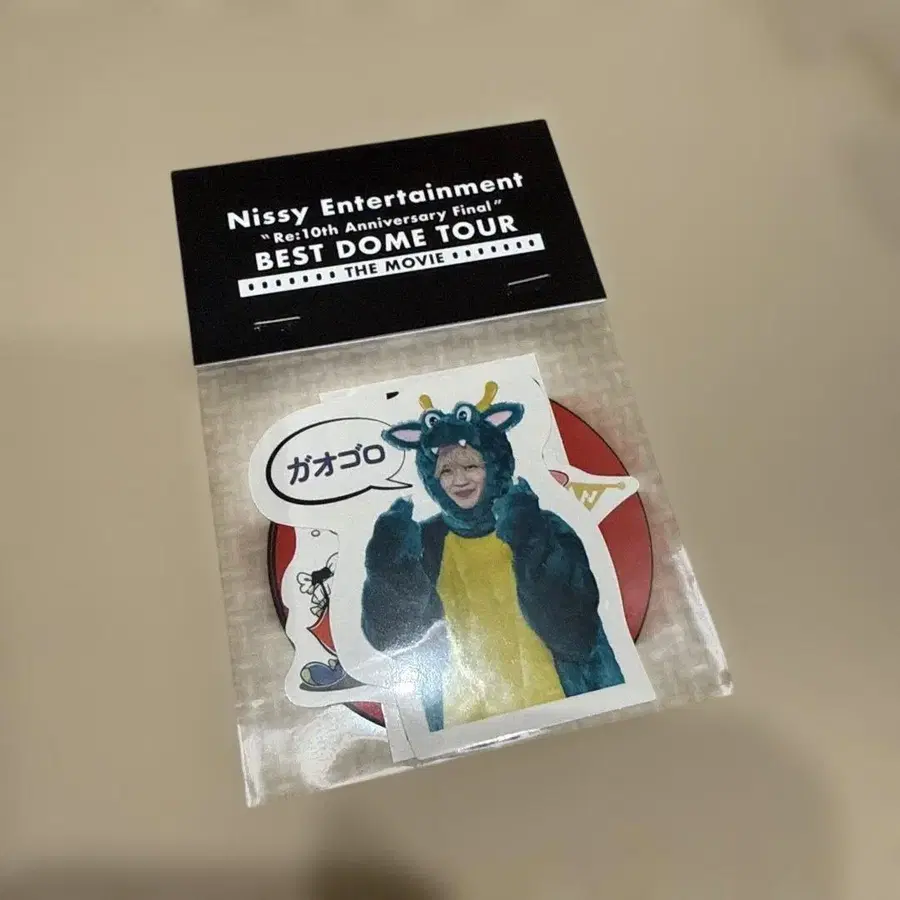 Nissy Entertainment
"Re:10th Anniversary Final"
BEST DOME TOUR
THE MOVIE
ガオゴロ